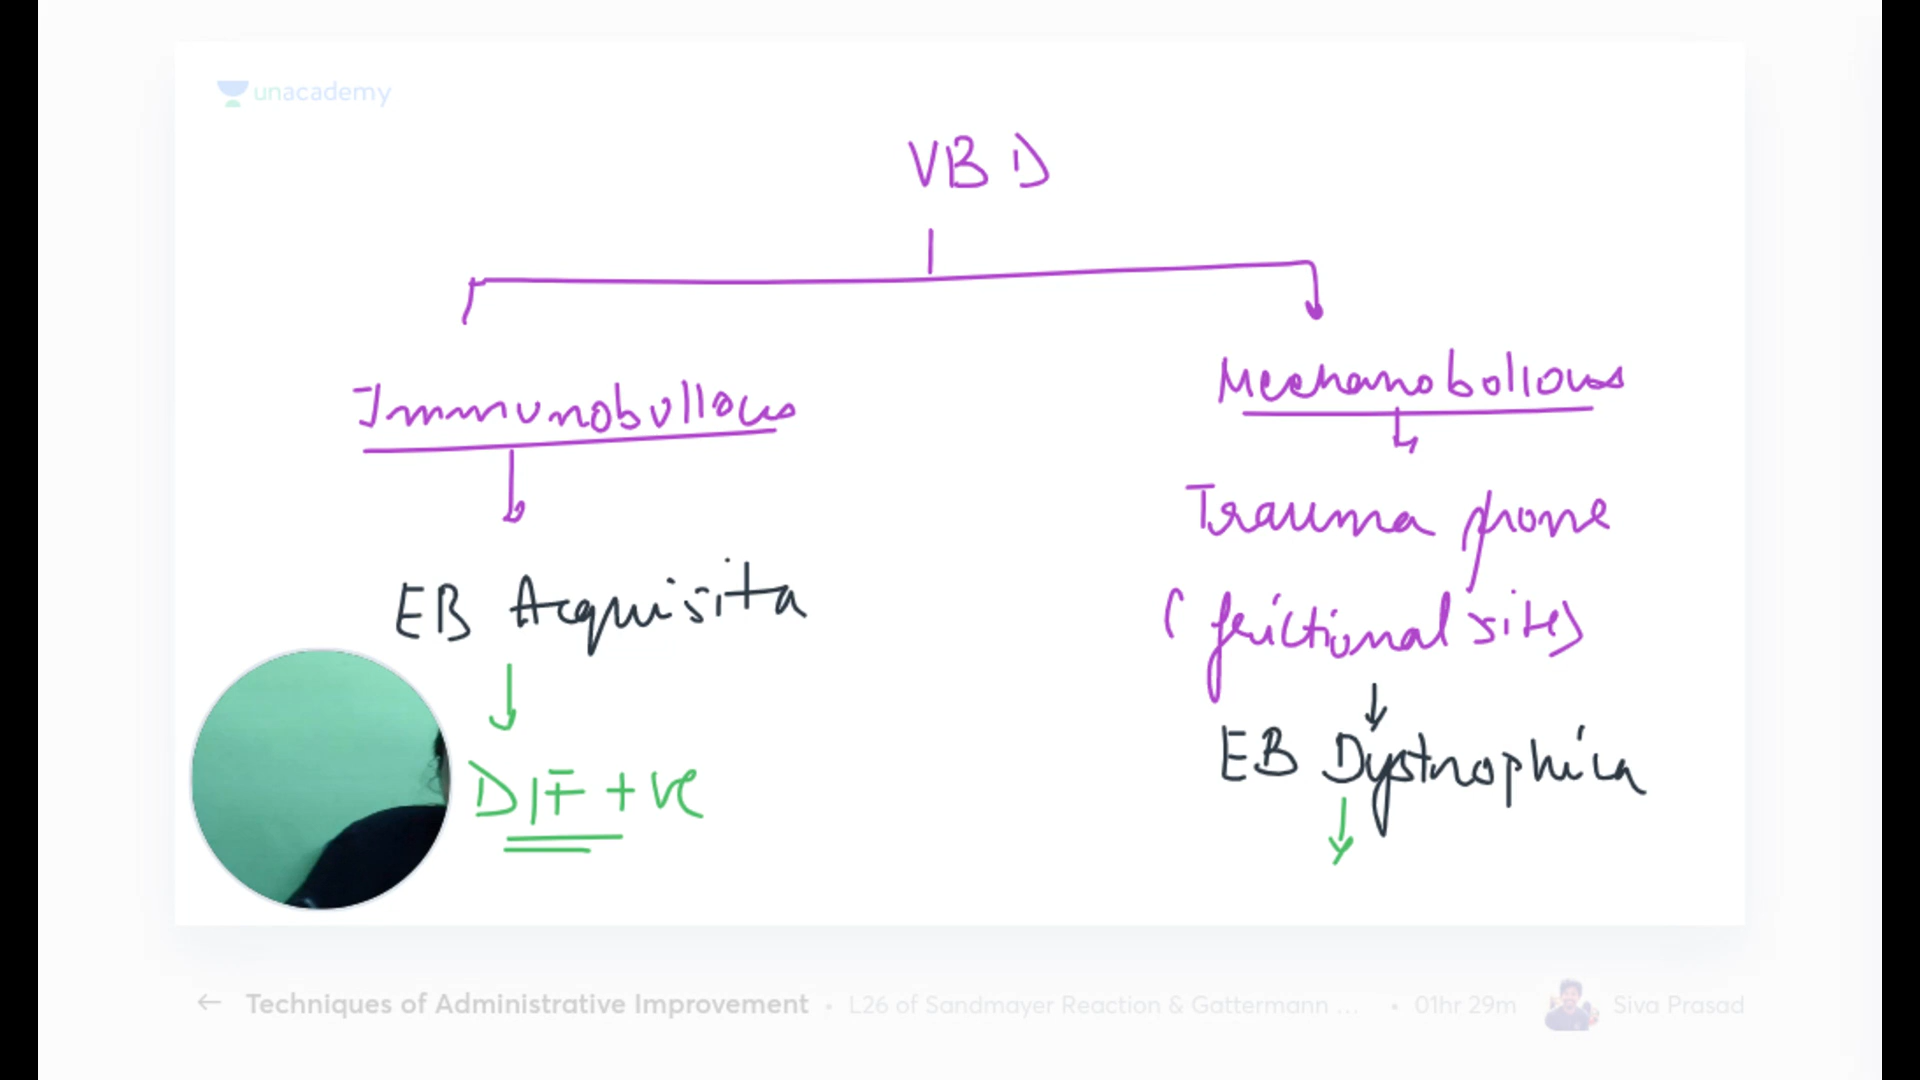 unacademy
VBD
Immunobullous
Mechanobollous
Trauma prone
(frictional sites)
EB Acquisita
EB Dystrophica
DIF +ve
← Techniques of Administrative Improvement • L26 of Sandmayer Reaction & Gattermann ... • 01hr 29m Siva Prasad